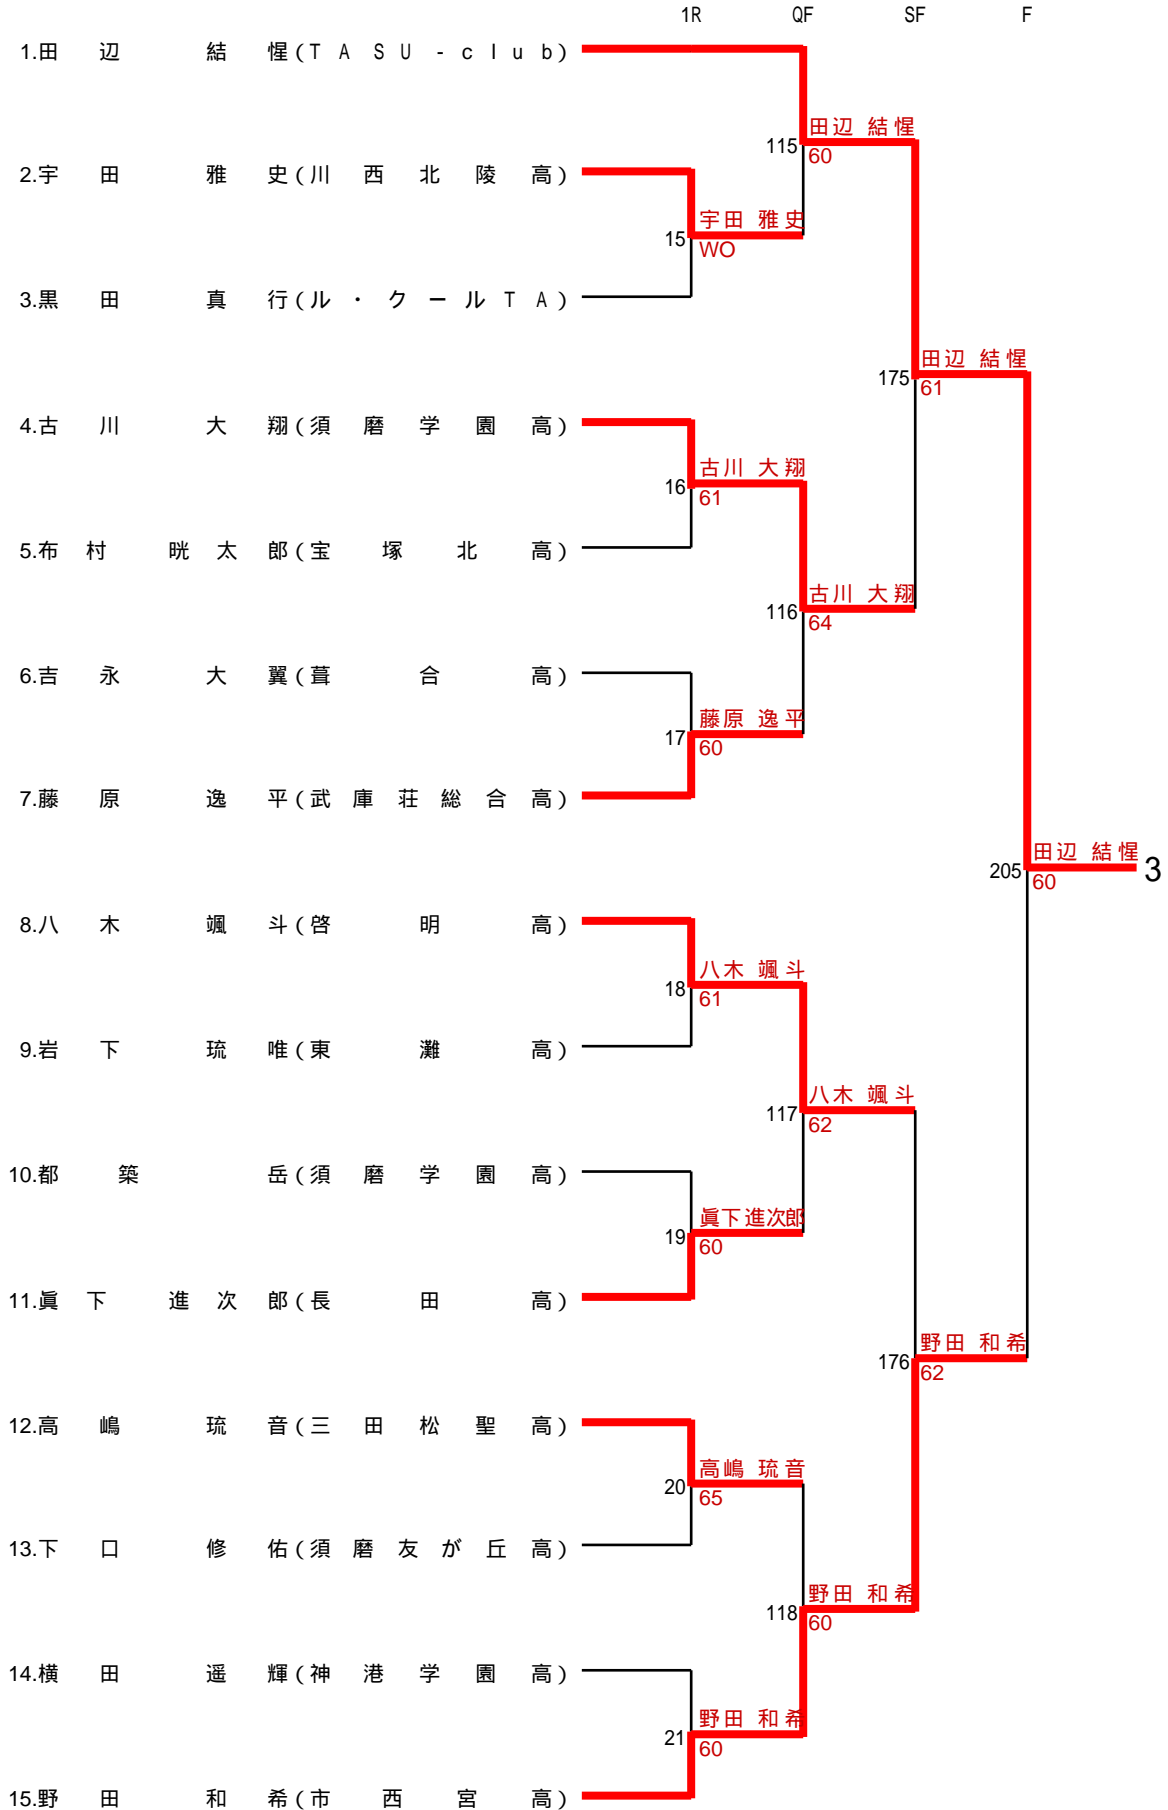 1R QF SF F
1.田辺 結惺(TASU-club)
田辺 結惺
115
60
2.宇田 雅史(川西北陵高)
宇田 雅史
15
WO
3.黒田 真行(ル・クールTA)
田辺 結惺
175
61
4.古川 大翔(須磨学園高)
古川 大翔
16
61
5.布村 晄太郎(宝塚北高)
古川 大翔
116
64
6.吉永 大翼(葺合高)
藤原 逸平
17
60
7.藤原 逸平(武庫荘総合高)
田辺 結惺
205
60
3
8.八木 颯斗(啓明高)
八木 颯斗
18
61
9.岩下 琉唯(東灘高)
八木 颯斗
117
62
10.都築 岳(須磨学園高)
眞下進次郎
19
60
11.眞下 進次郎(長田高)
野田 和希
176
62
12.高嶋 琉音(三田松聖高)
高嶋 琉音
20
65
13.下口 修佑(須磨友が丘高)
野田 和希
118
60
14.横田 遥輝(神港学園高)
野田 和希
21
60
15.野田 和希(市西宮高)